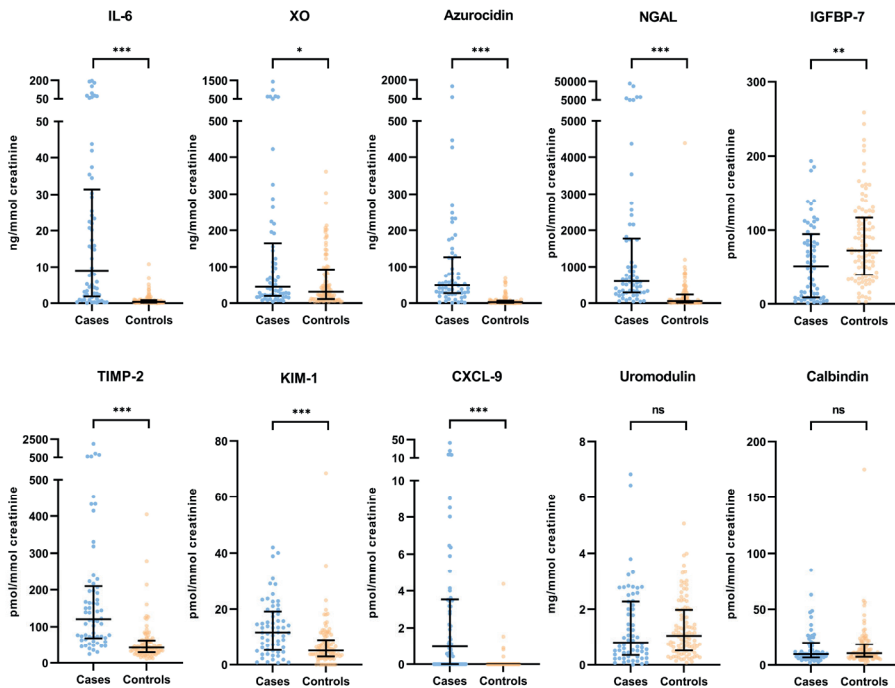 IL-6
XO
Azurocidin
NGAL
IGFBP-7
***
*
***
***
**
ng/mmol creatinine
200
50
50
40
30
20
10
0
Cases
Controls
ng/mmol creatinine
1500
500
500
400
300
200
100
0
Cases
Controls
ng/mmol creatinine
2000
500
500
400
300
200
100
0
Cases
Controls
pmol/mmol creatinine
50000
5000
5000
4000
3000
2000
1000
0
Cases
Controls
pmol/mmol creatinine
300
200
100
0
Cases
Controls
TIMP-2
KIM-1
CXCL-9
Uromodulin
Calbindin
***
***
***
ns
ns
pmol/mmol creatinine
2500
500
500
400
300
200
100
0
Cases
Controls
pmol/mmol creatinine
80
60
40
20
0
Cases
Controls
pmol/mmol creatinine
50
10
10
8
6
4
2
0
Cases
Controls
mg/mmol creatinine
8
6
4
2
0
Cases
Controls
pmol/mmol creatinine
200
150
100
50
0
Cases
Controls